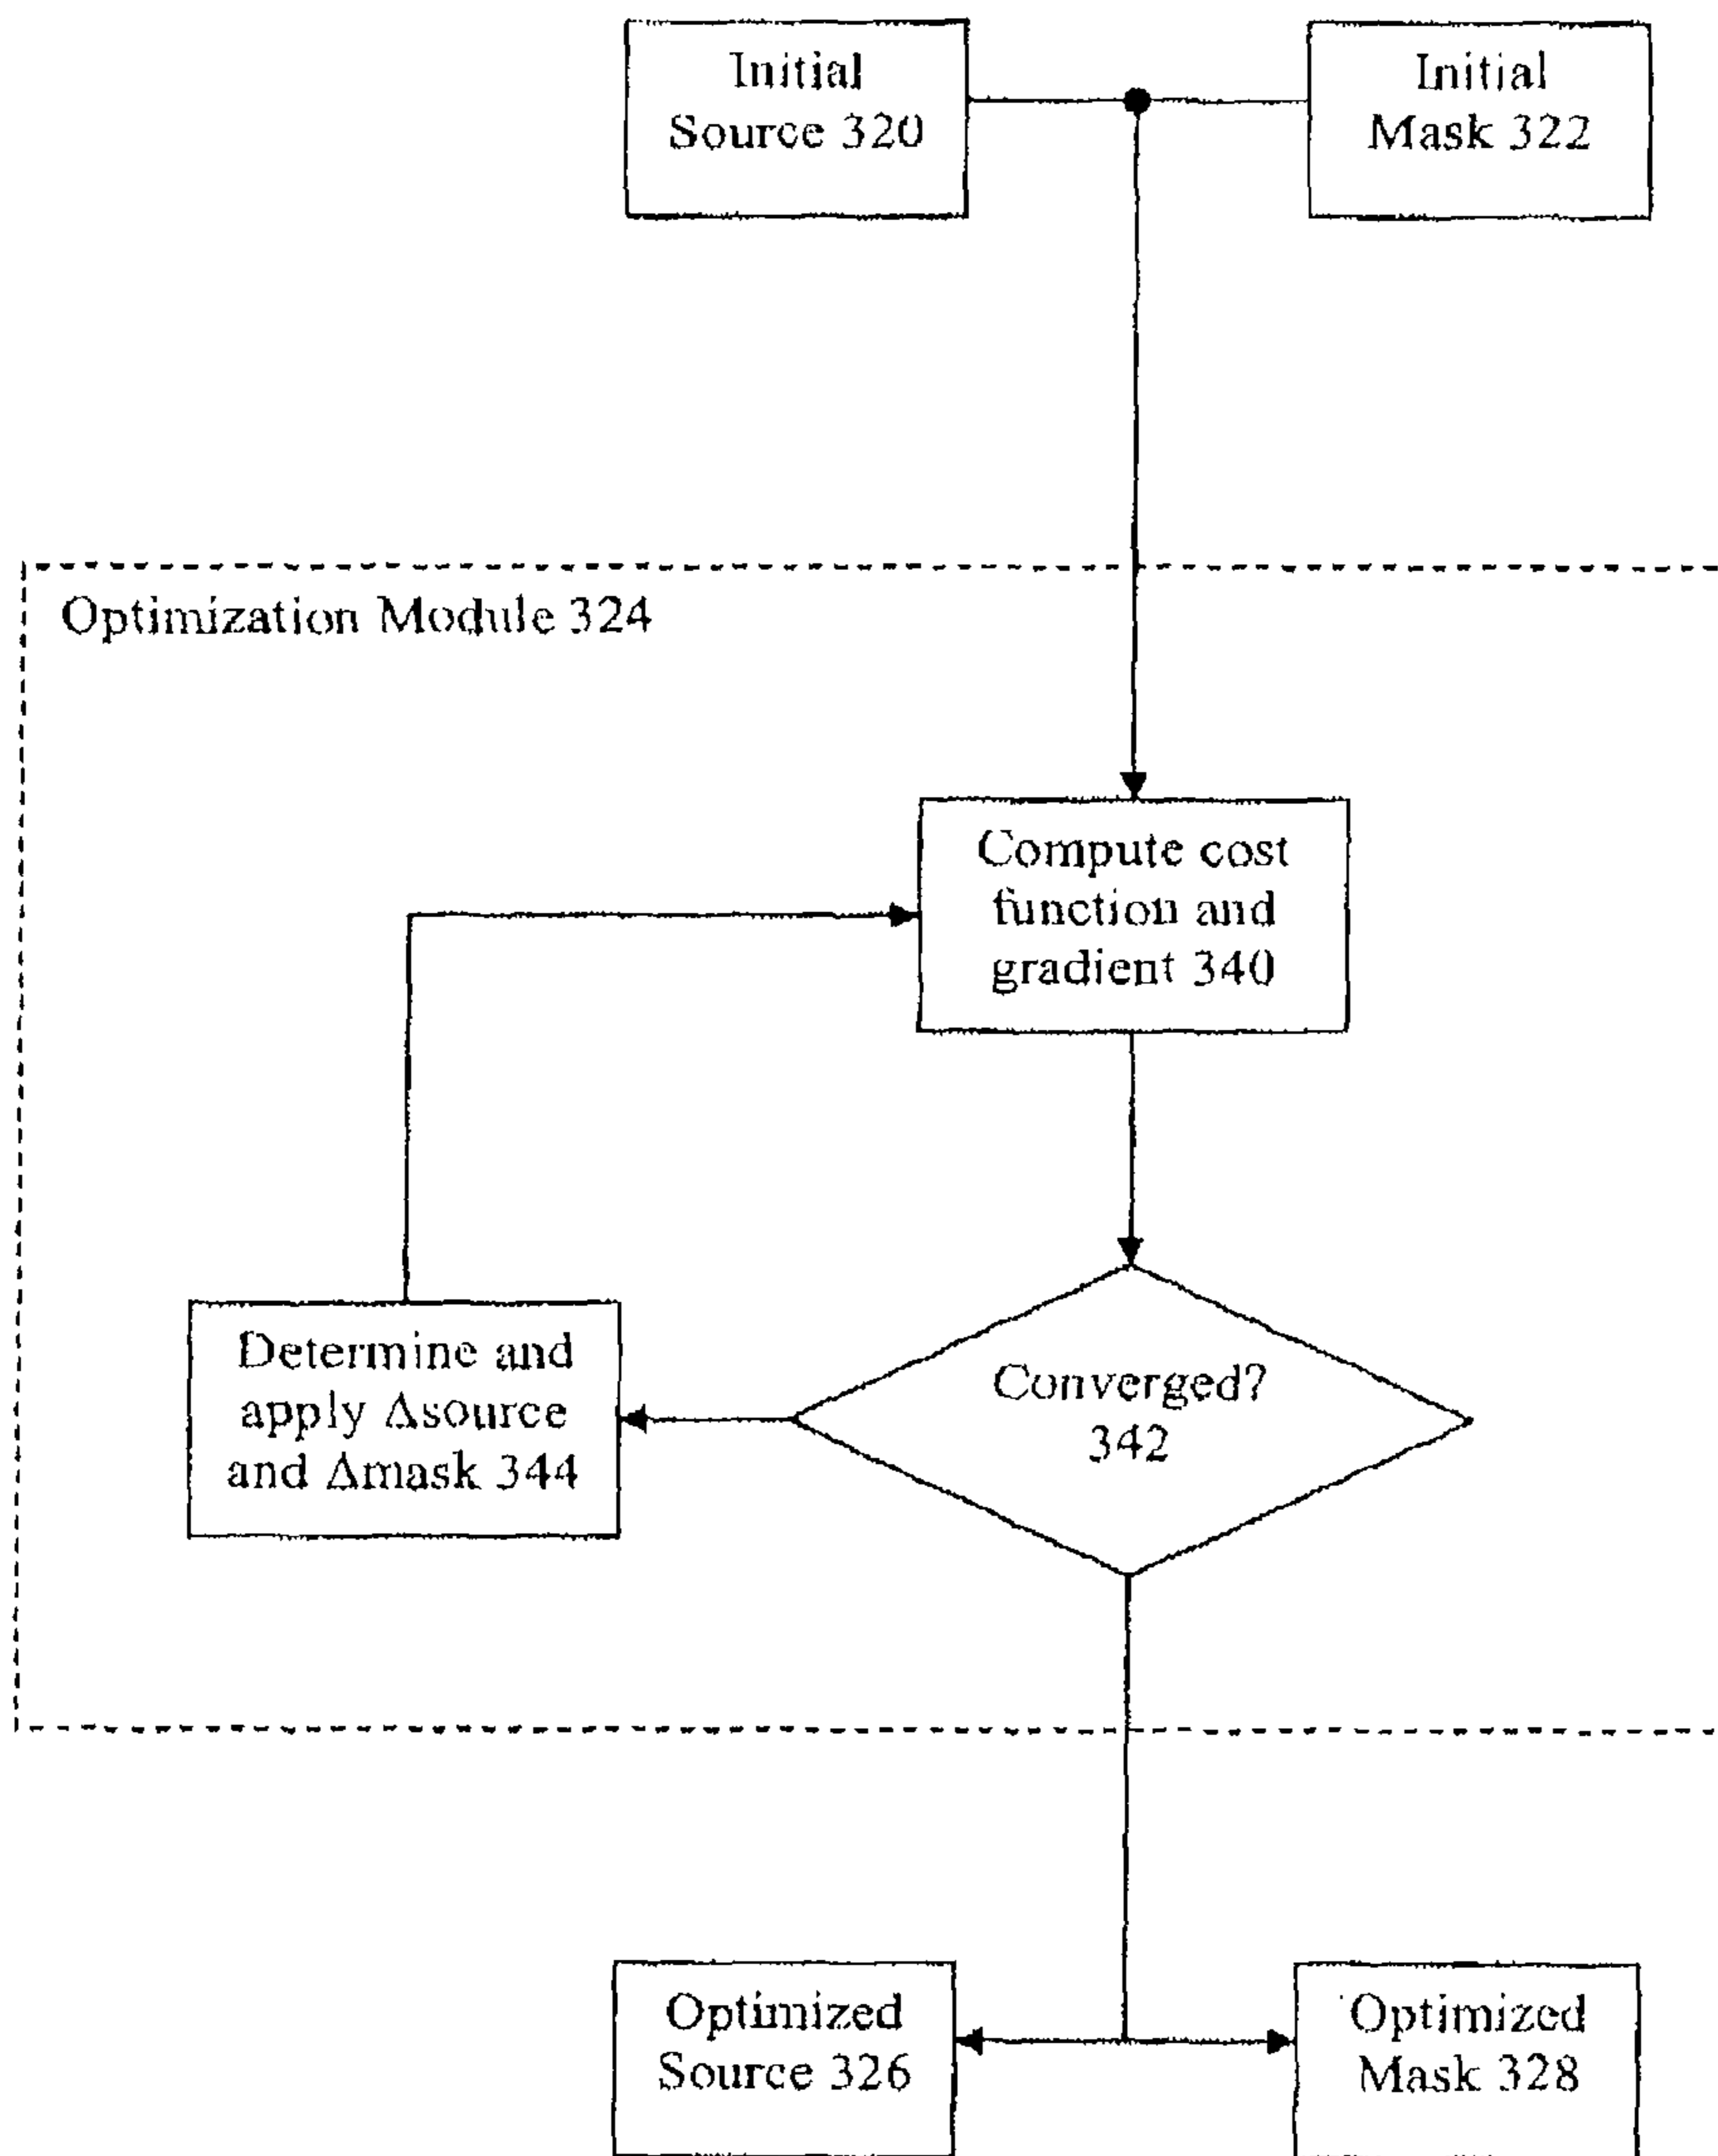 Initial
Source 320
Initial
Mask 322
Optimization Module 324
Compute cost
function and
gradient 340
Determine and
apply Δsource
and Δmask 344
Converged?
342
Optimized
Source 326
Optimized
Mask 328